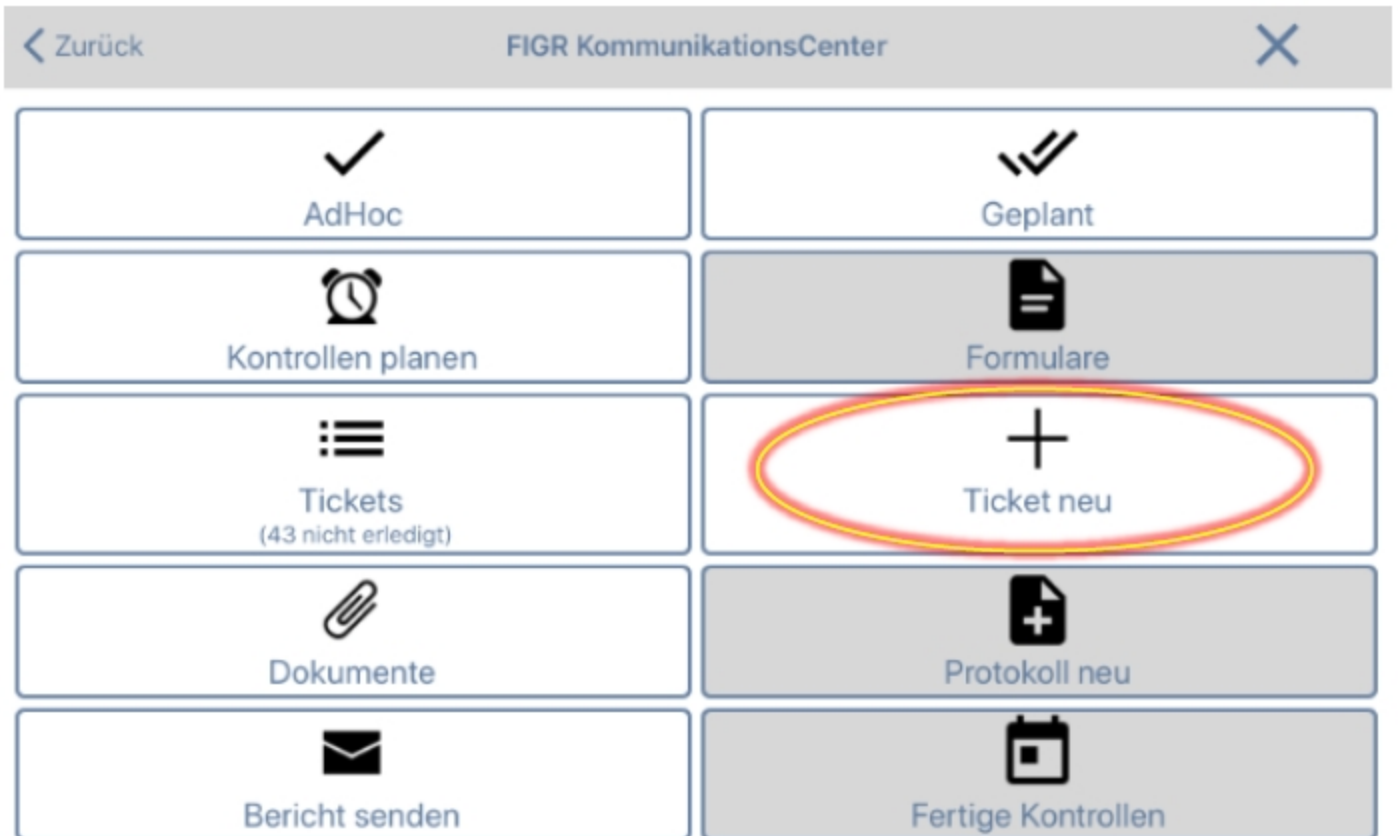 Zurück
FIGR KommunikationsCenter
AdHoc
Geplant
Kontrollen planen
Formulare
Tickets
(43 nicht erledigt)
Ticket neu
Dokumente
Protokoll neu
Bericht senden
Fertige Kontrollen